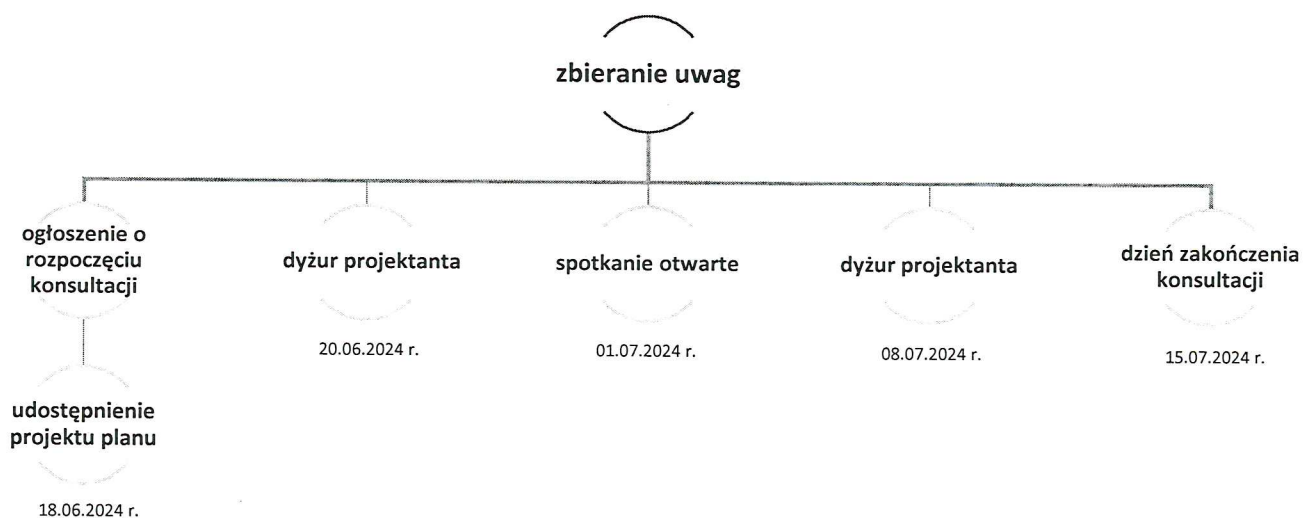 zbieranie uwag
ogłoszenie o
rozpoczęciu
konsultacji
dyżur projektanta
20.06.2024 r.
spotkanie otwarte
01.07.2024 r.
dyżur projektanta
08.07.2024 r.
dzień zakończenia
konsultacji
15.07.2024 r.
udostępnienie
projektu planu
18.06.2024 r.